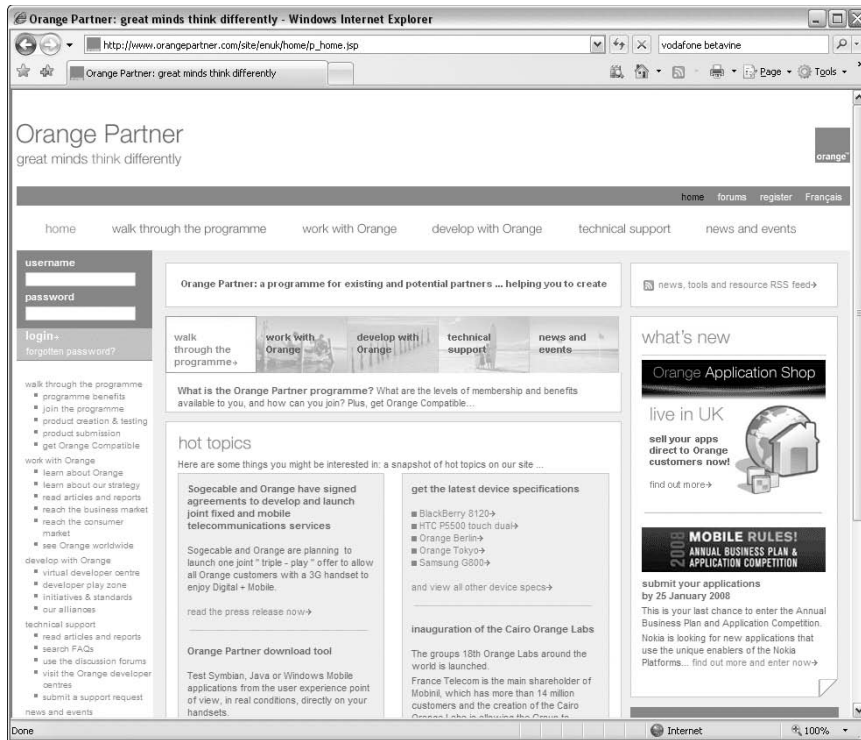 Orange Partner: great minds think differently - Windows Internet Explorer
http://www.orangepartner.com/site/enuk/home/p_home.jsp
vodafone betavine
Orange Partner: great minds think differently
Page
Tools
Orange Partner
great minds think differently
orange™
home forums register Français
home walk through the programme work with Orange develop with Orange technical support news and events
username
password
login
forgotten password?
walk through the programme
programme benefits
join the programme
product creation & testing
product submission
get Orange Compatible
work with Orange
learn about Orange
learn about our strategy
read articles and reports
reach the business market
reach the consumer
market
see Orange worldwide
develop with Orange
virtual developer centre
developer play zone
initiatives & standards
our alliances
technical support
read articles and reports
search FAQs
use the discussion forums
visit the Orange developer
centres
submit a support request
news and events
Orange Partner: a programme for existing and potential partners ... helping you to create
walk
through the
programme
work with
Orange
develop with
Orange
technical
support
news and
events
What is the Orange Partner programme? What are the levels of membership and benefits
available to you, and how can you join? Plus, get Orange Compatible...
hot topics
Here are some things you might be interested in: a snapshot of hot topics on our site ...
Sogecable and Orange have signed
agreements to develop and launch
joint fixed and mobile
telecommunications services
Sogecable and Orange are planning to
launch one joint " triple - play " offer to allow
all Orange customers with a 3G handset to
enjoy Digital + Mobile.
read the press release now
Orange Partner download tool
Test Symbian, Java or Windows Mobile
applications from the user experience point
of view, in real conditions, directly on your
handsets.
get the latest device specifications
BlackBerry 8120
HTC P5500 touch dual
Orange Berlin
Orange Tokyo
Samsung G800
and view all other device specs
inauguration of the Cairo Orange Labs
The groups 18th Orange Labs around the
world is launched.
France Telecom is the main shareholder of
Mobinil, which has more than 14 million
customers and the creation of the Cairo
Orange Labs is allowing the Group to
news, tools and resource RSS feed
what's new
Orange Application Shop
live in UK
sell your apps
direct to Orange
customers now!
find out more
2008
MOBILE RULES!
ANNUAL BUSINESS PLAN &
APPLICATION COMPETITION
submit your applications
by 25 January 2008
This is your last chance to enter the Annual
Business Plan and Application Competition.
Nokia is looking for new applications that
use the unique enablers of the Nokia
Platforms... find out more and enter now
Done
Internet
100%